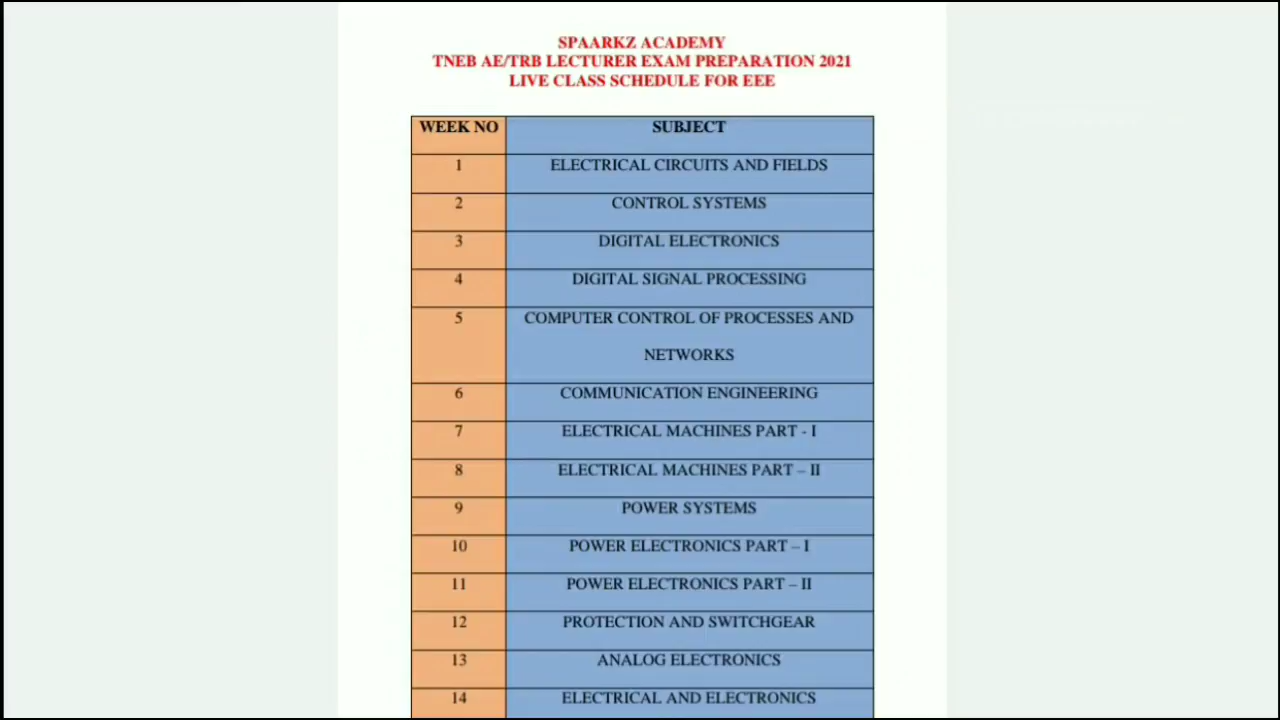 SPAARKZ ACADEMY
TNEB AE/TRB LECTURER EXAM PREPARATION 2021
LIVE CLASS SCHEDULE FOR EEE
WEEK NO SUBJECT
1 ELECTRICAL CIRCUITS AND FIELDS
2 CONTROL SYSTEMS
3 DIGITAL ELECTRONICS
4 DIGITAL SIGNAL PROCESSING
5 COMPUTER CONTROL OF PROCESSES AND
NETWORKS
6 COMMUNICATION ENGINEERING
7 ELECTRICAL MACHINES PART - I
8 ELECTRICAL MACHINES PART – II
9 POWER SYSTEMS
10 POWER ELECTRONICS PART – I
11 POWER ELECTRONICS PART – II
12 PROTECTION AND SWITCHGEAR
13 ANALOG ELECTRONICS
14 ELECTRICAL AND ELECTRONICS